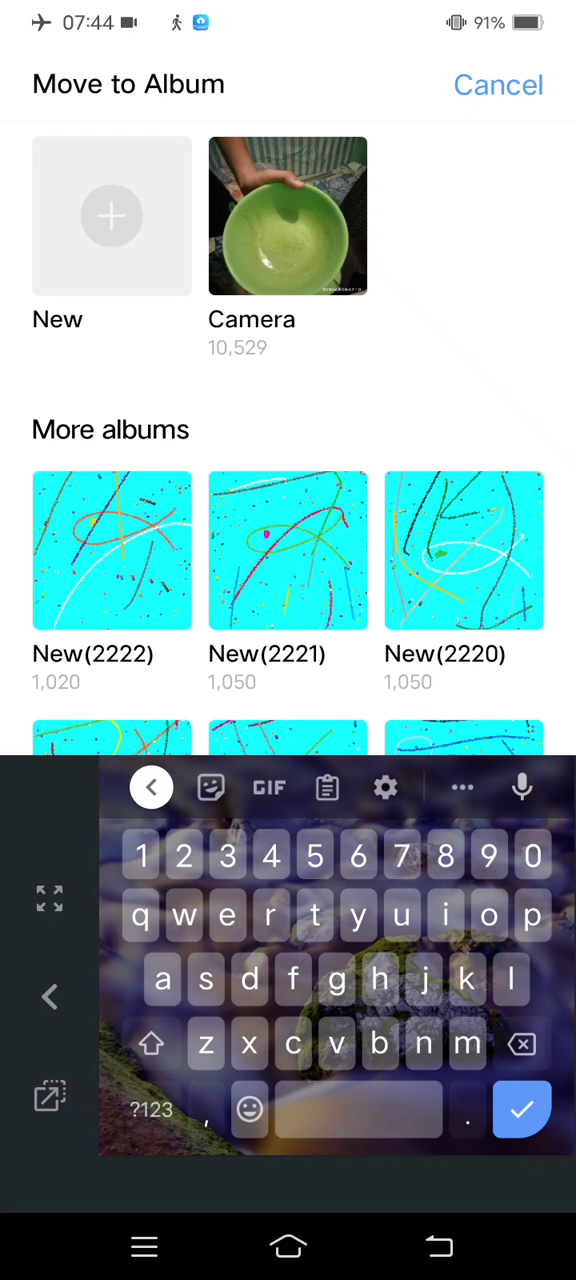 07:44 91%
Move to Album Cancel
New Camera
10,529
More albums
New(2222) New(2221) New(2220)
1,020 1,050 1,050
GIF
1 2 3 4 5 6 7 8 9 0
q w e r t y u i o p
a s d f g h j k l
z x c v b n m
?123 , .